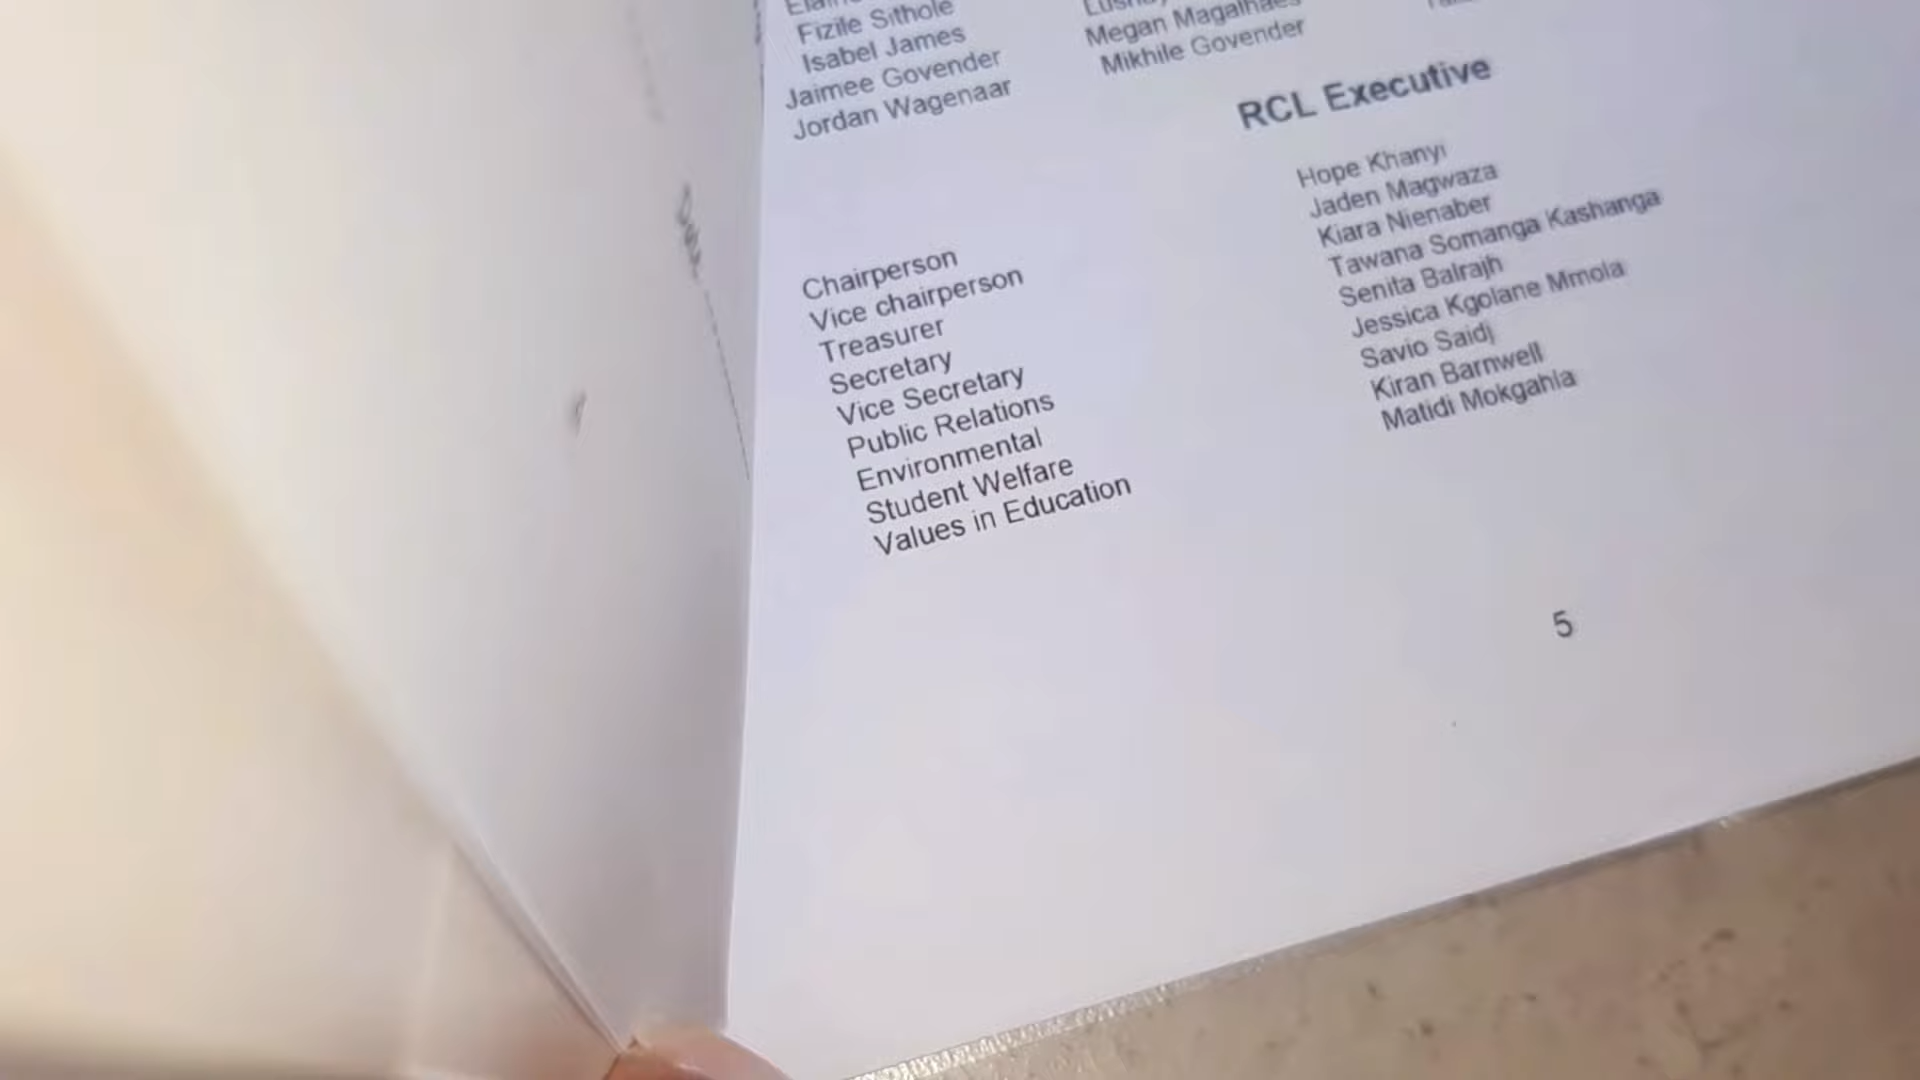 Fizile Sithole
Isabel James
Jaimee Govender
Jordan Wagenaar
Megan Magalhaes
Mikhile Govender
RCL Executive
Chairperson Hope Khanyi
Vice chairperson Jaden Magwaza
Treasurer Kiara Nienaber
Secretary Tawana Somanga Kashanga
Vice Secretary Senita Balrajh
Public Relations Jessica Kgolane Mmola
Environmental Savio Saidj
Student Welfare Kiran Barnwell
Values in Education Matidi Mokgahla
5